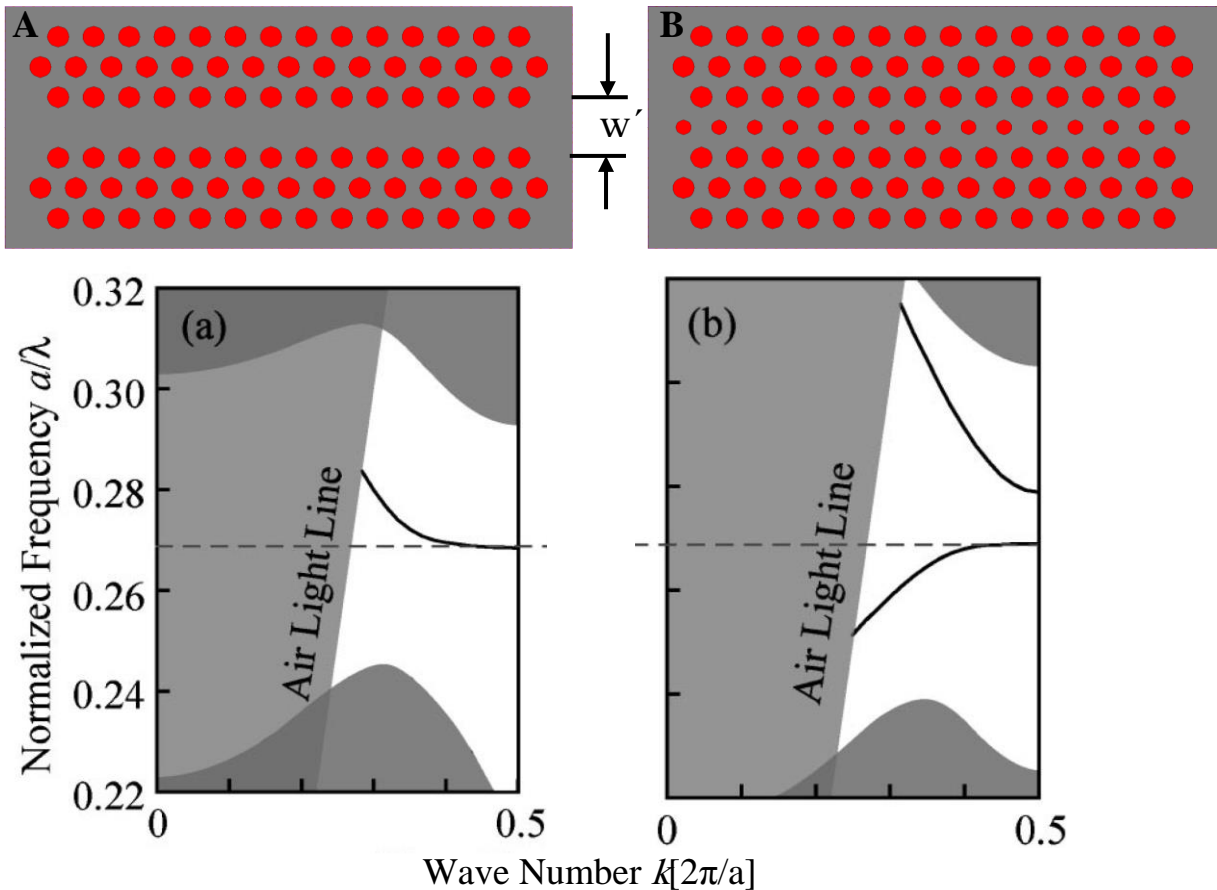 A
B
w´
(a)
(b)
0.32
0.30
0.28
0.26
0.24
0.22
Normalized Frequency a/λ
Air Light Line
Air Light Line
0
0.5
0
0.5
Wave Number k[2π/a]